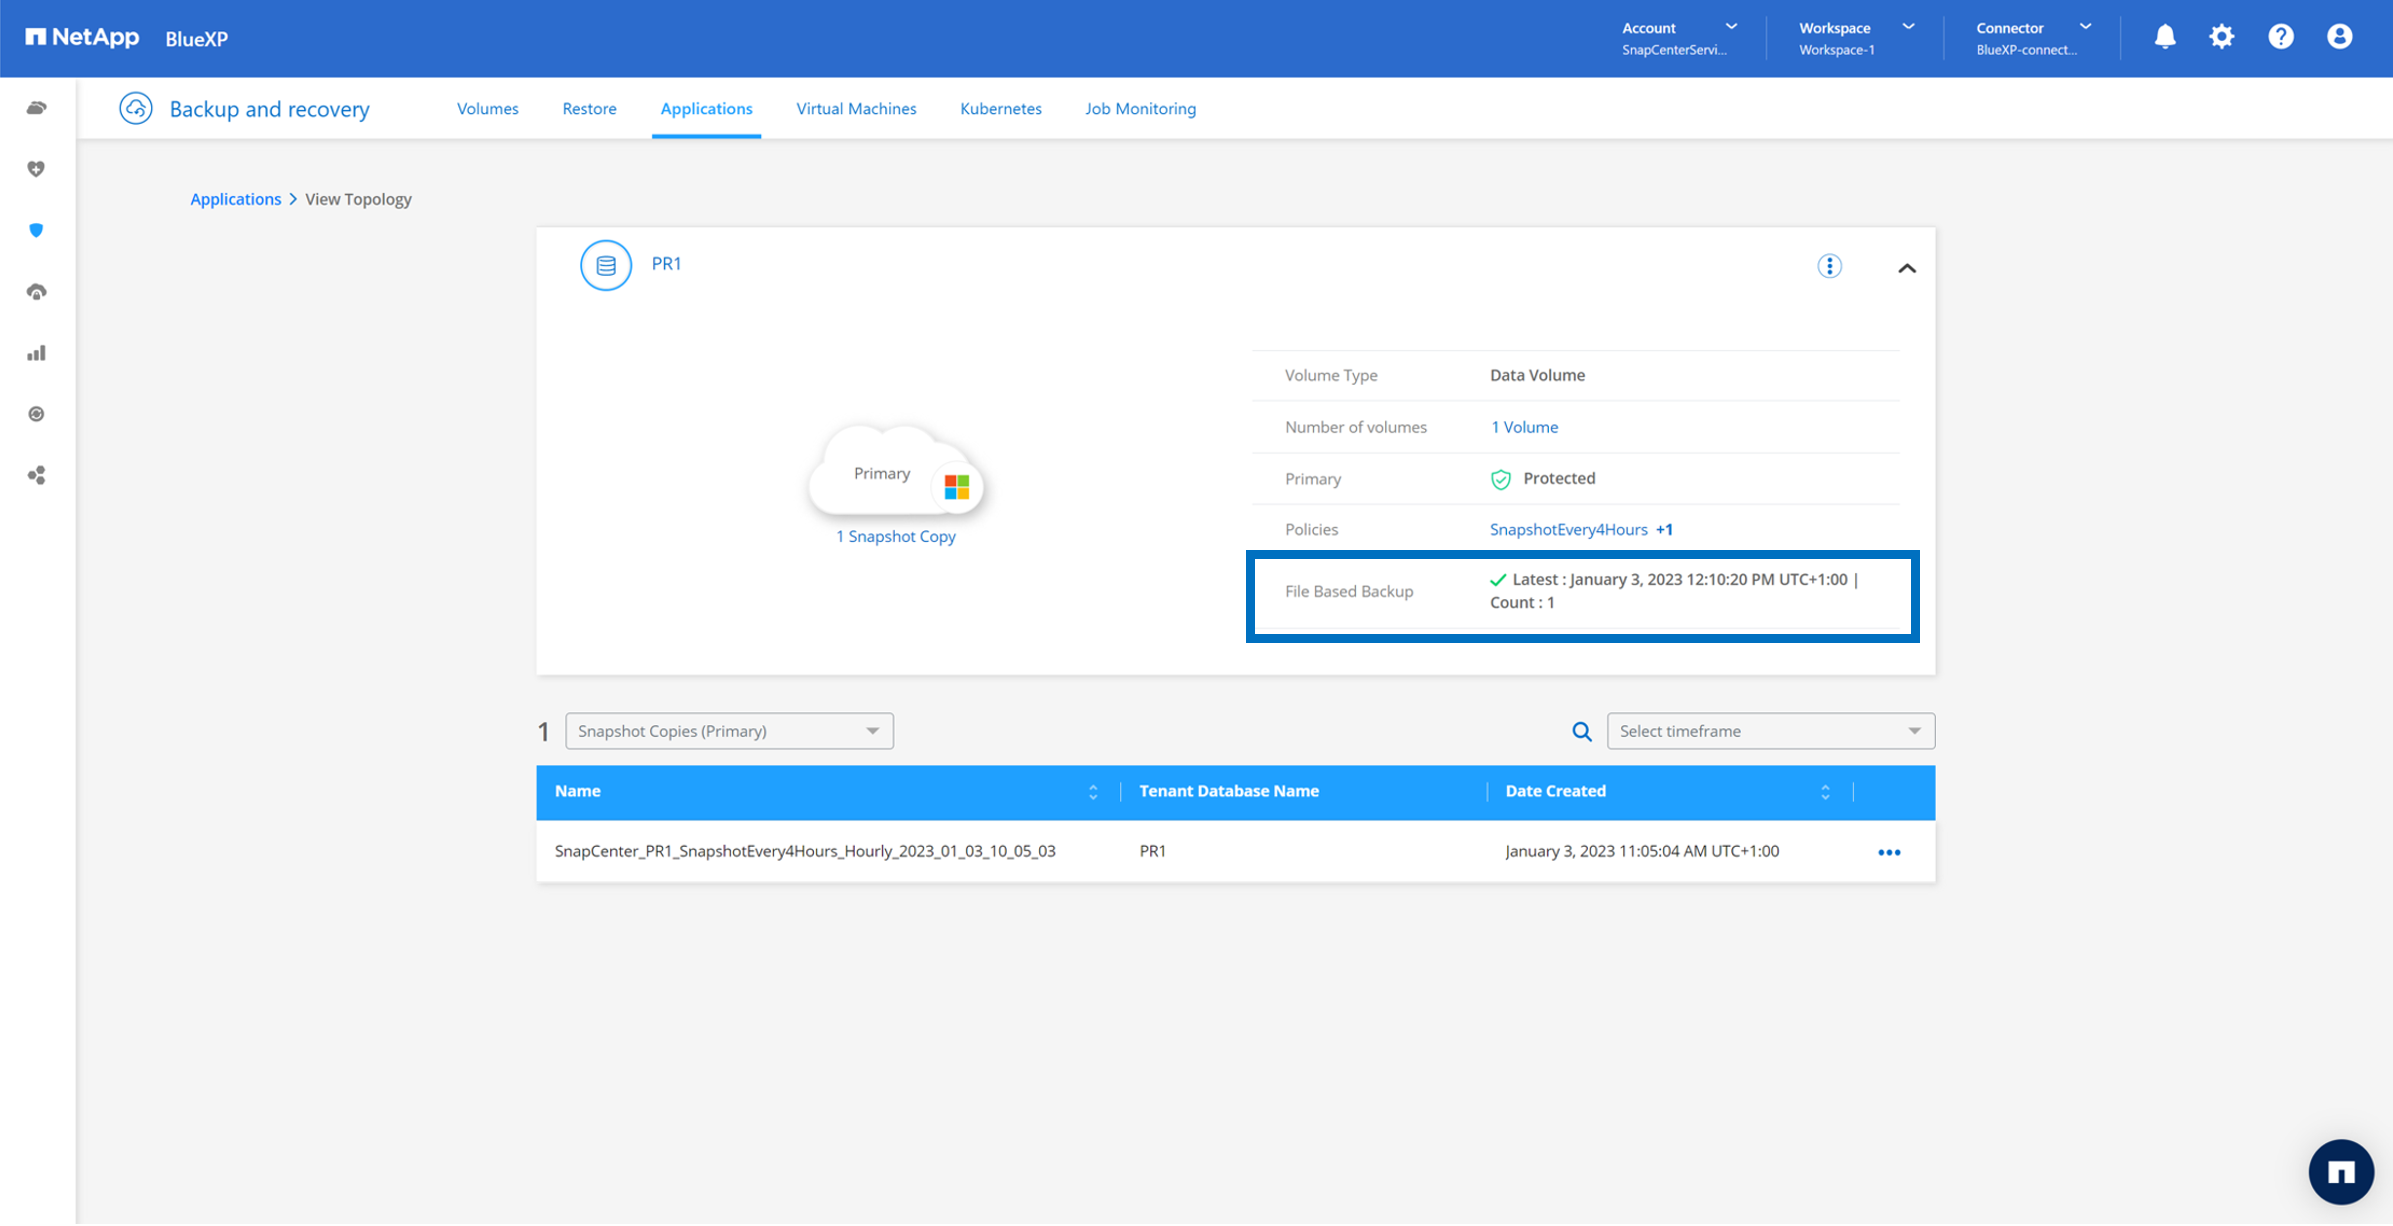 NetApp BlueXP
Account
SnapCenterServi...
Workspace
Workspace-1
Connector
BlueXP-connect...
Backup and recovery
Volumes Restore Applications Virtual Machines Kubernetes Job Monitoring
Applications > View Topology
PR1
Primary
1 Snapshot Copy
Volume Type Data Volume
Number of volumes 1 Volume
Primary Protected
Policies SnapshotEvery4Hours +1
File Based Backup Latest : January 3, 2023 12:10:20 PM UTC+1:00 |
Count : 1
1 Snapshot Copies (Primary) Select timeframe
Name Tenant Database Name Date Created
SnapCenter_PR1_SnapshotEvery4Hours_Hourly_2023_01_03_10_05_03 PR1 January 3, 2023 11:05:04 AM UTC+1:00